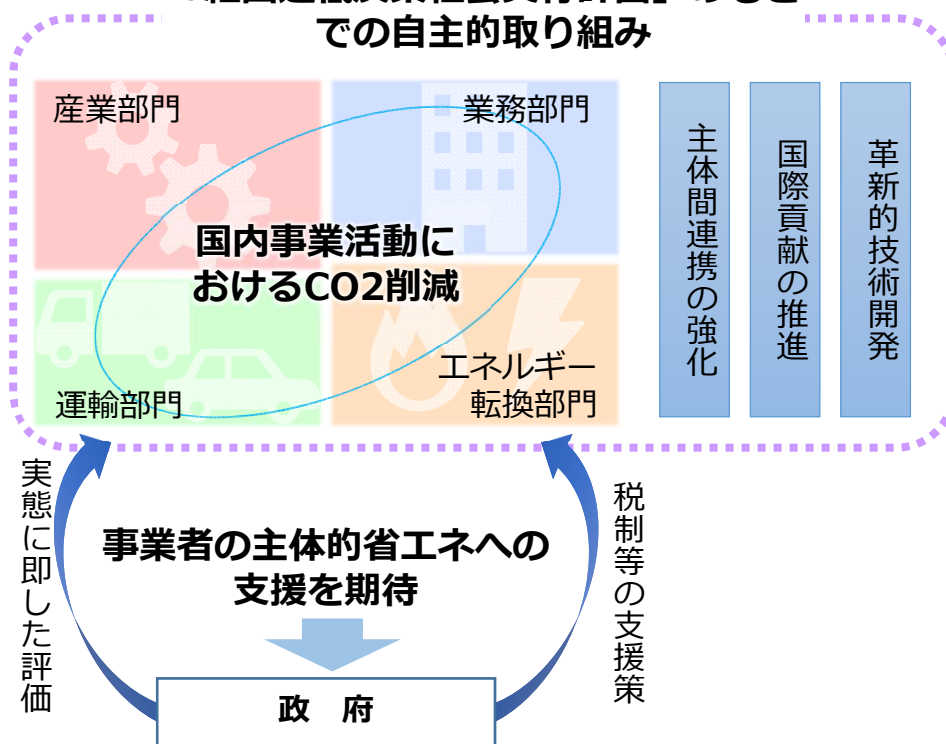 での自主的取り組み
産業部門
業務部門
国内事業活動に
おけるCO2削減
運輸部門
エネルギー
転換部門
主体間連携の強化
国際貢献の推進
革新的技術開発
実態に即した評価
事業者の主体的省エネへの
支援を期待
税制等の支援策
政 府